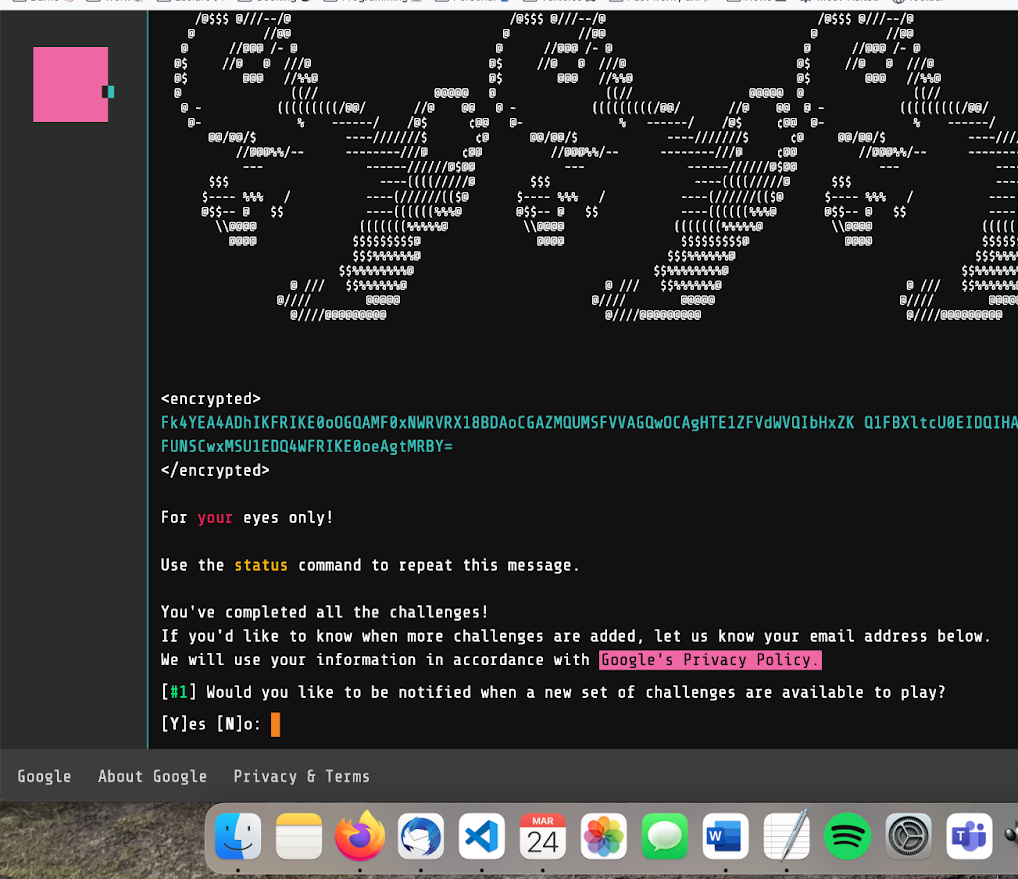 <encrypted>
Fk4YEA4ADhIKFRIKE0oOGQAMF0xNWRVRX18BDAoCGAZMQUMSFVVAGQwOCAgHTE1ZFVdWVQIbHxZK Q1FBXltcU0EIDQIHA
FUNSCwxMSU1EDQ4WFRIKE0oeAgtMRBY=
</encrypted>
For your eyes only!
Use the status command to repeat this message.
You've completed all the challenges!
If you'd like to know when more challenges are added, let us know your email address below.
We will use your information in accordance with Google's Privacy Policy.
[#1] Would you like to be notified when a new set of challenges are available to play?
[Y]es [N]o:
Google About Google Privacy & Terms
MAR
24
W
T